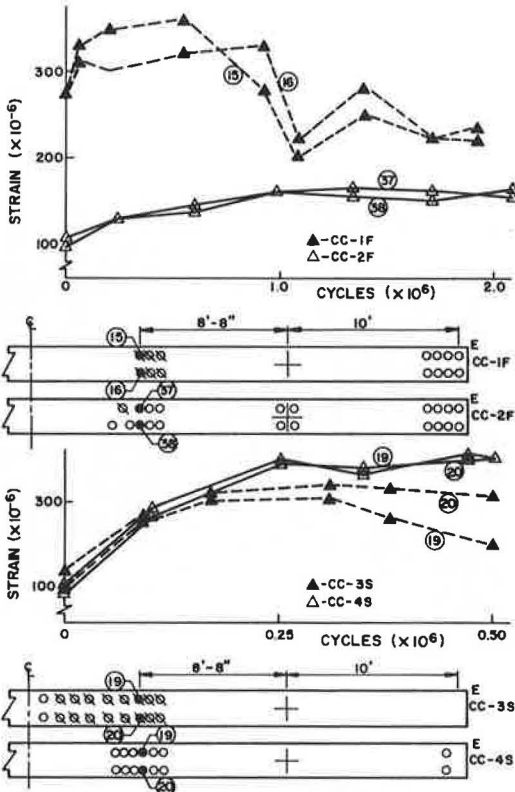 STRAIN (×10⁻⁶)
300
200
100
15
16
37
38
▲-CC-1F
△-CC-2F
0
1.0
2.0
CYCLES (×10⁶)
℄
8'-8"
10'
15
E
CC-1F
16
37
E
CC-2F
38
STRAIN (×10⁻⁶)
300
100
19
20
20
19
▲-CC-3S
△-CC-4S
0
0.25
0.50
CYCLES (×10⁶)
℄
8'-8"
10'
19
E
CC-3S
20
19
E
CC-4S
20